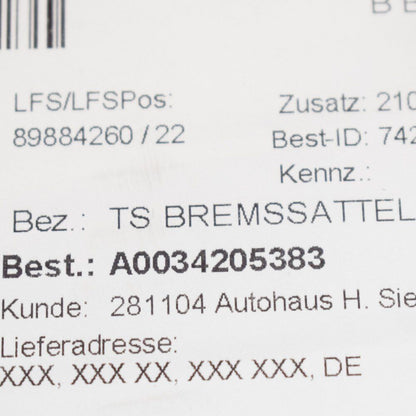 LFS/LFSPos:
89884260 / 22
Zusatz: 210
Best-ID: 742
Kennz.:
Bez.: TS BREMSSATTEL
Best.: A0034205383
Kunde: 281104 Autohaus H. Sie
Lieferadresse:
XXX, XXX XX, XXX XXX, DE